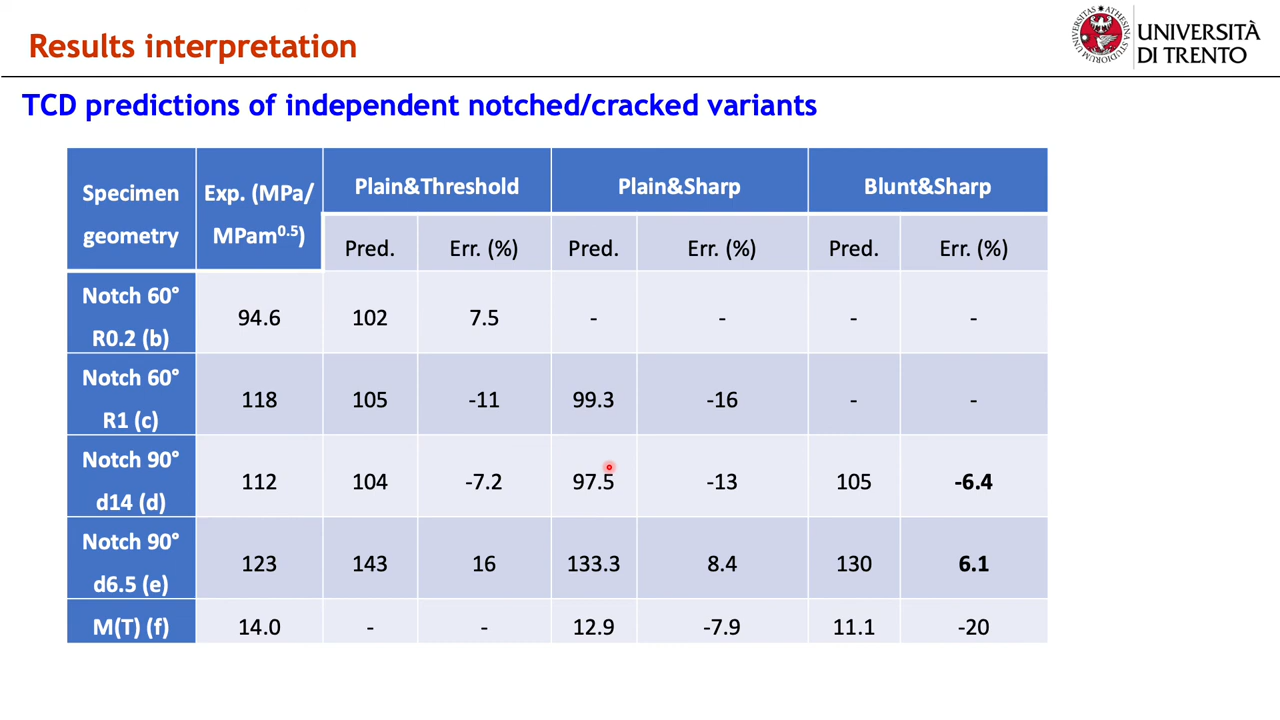 Results interpretation
UNIVERSITÀ
DI TRENTO
TCD predictions of independent notched/cracked variants
Specimen geometry Exp. (MPa/ MPam0.5) Plain&Threshold Plain&Sharp Blunt&Sharp
Pred. Err. (%) Pred. Err. (%) Pred. Err. (%)
Notch 60° R0.2 (b) 94.6 102 7.5 - - - -
Notch 60° R1 (c) 118 105 -11 99.3 -16 - -
Notch 90° d14 (d) 112 104 -7.2 97.5 -13 105 -6.4
Notch 90° d6.5 (e) 123 143 16 133.3 8.4 130 6.1
M(T) (f) 14.0 - - 12.9 -7.9 11.1 -20